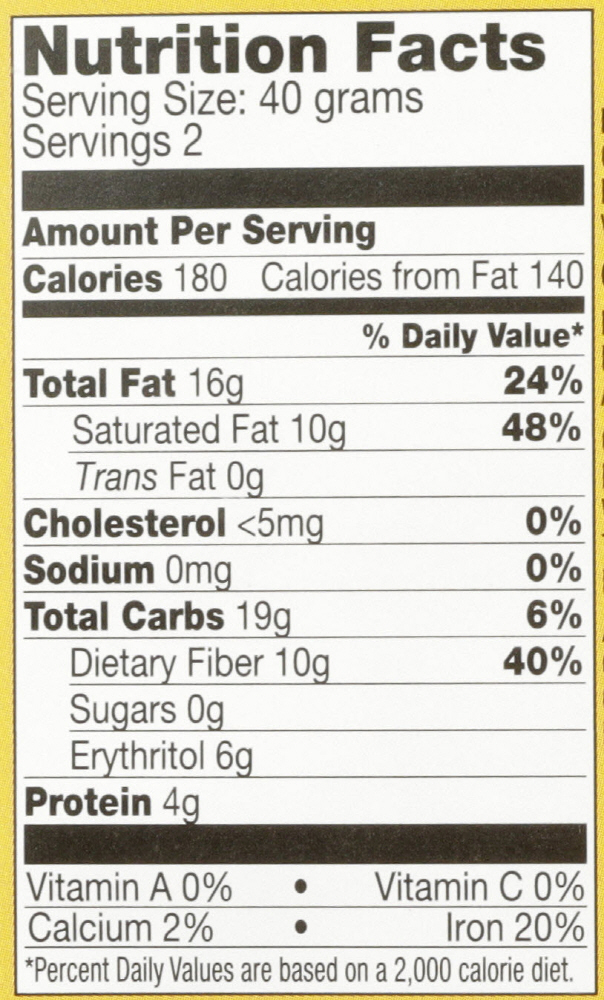 Nutrition Facts
Serving Size: 40 grams
Servings 2
Amount Per Serving
Calories 180 Calories from Fat 140
% Daily Value*
Total Fat 16g 24%
Saturated Fat 10g 48%
Trans Fat 0g
Cholesterol <5mg 0%
Sodium 0mg 0%
Total Carbs 19g 6%
Dietary Fiber 10g 40%
Sugars 0g
Erythritol 6g
Protein 4g
Vitamin A 0% • Vitamin C 0%
Calcium 2% • Iron 20%
*Percent Daily Values are based on a 2,000 calorie diet.